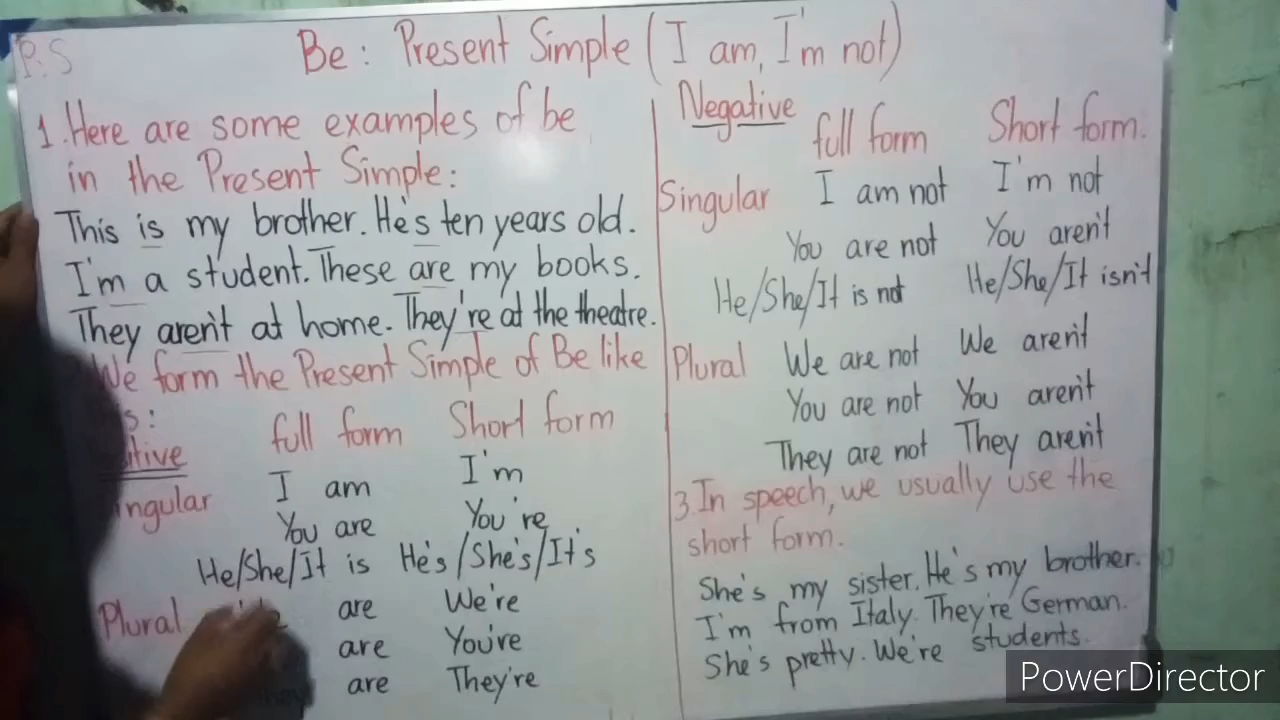 P.S
Be: Present Simple (I am, I'm not)
1. Here are some examples of be
in the Present Simple:
This is my brother. He's ten years old.
I'm a student. These are my books.
They aren't at home. They're at the theatre.
We form the Present Simple of Be like
s:
full form Short form
itive
ingular I am I'm
You are You're
He/She/It is He's/She's/It's
Plural are We're
are You're
are They're
Negative
full form Short form.
Singular I am not I'm not
You are not You aren't
He/She/It is not He/She/It isn't
Plural We are not We aren't
You are not You aren't
They are not They aren't
3. In speech, we usually use the
short form.
She's my sister. He's my brother.
I'm from Italy. They're German.
She's pretty. We're students.
PowerDirector